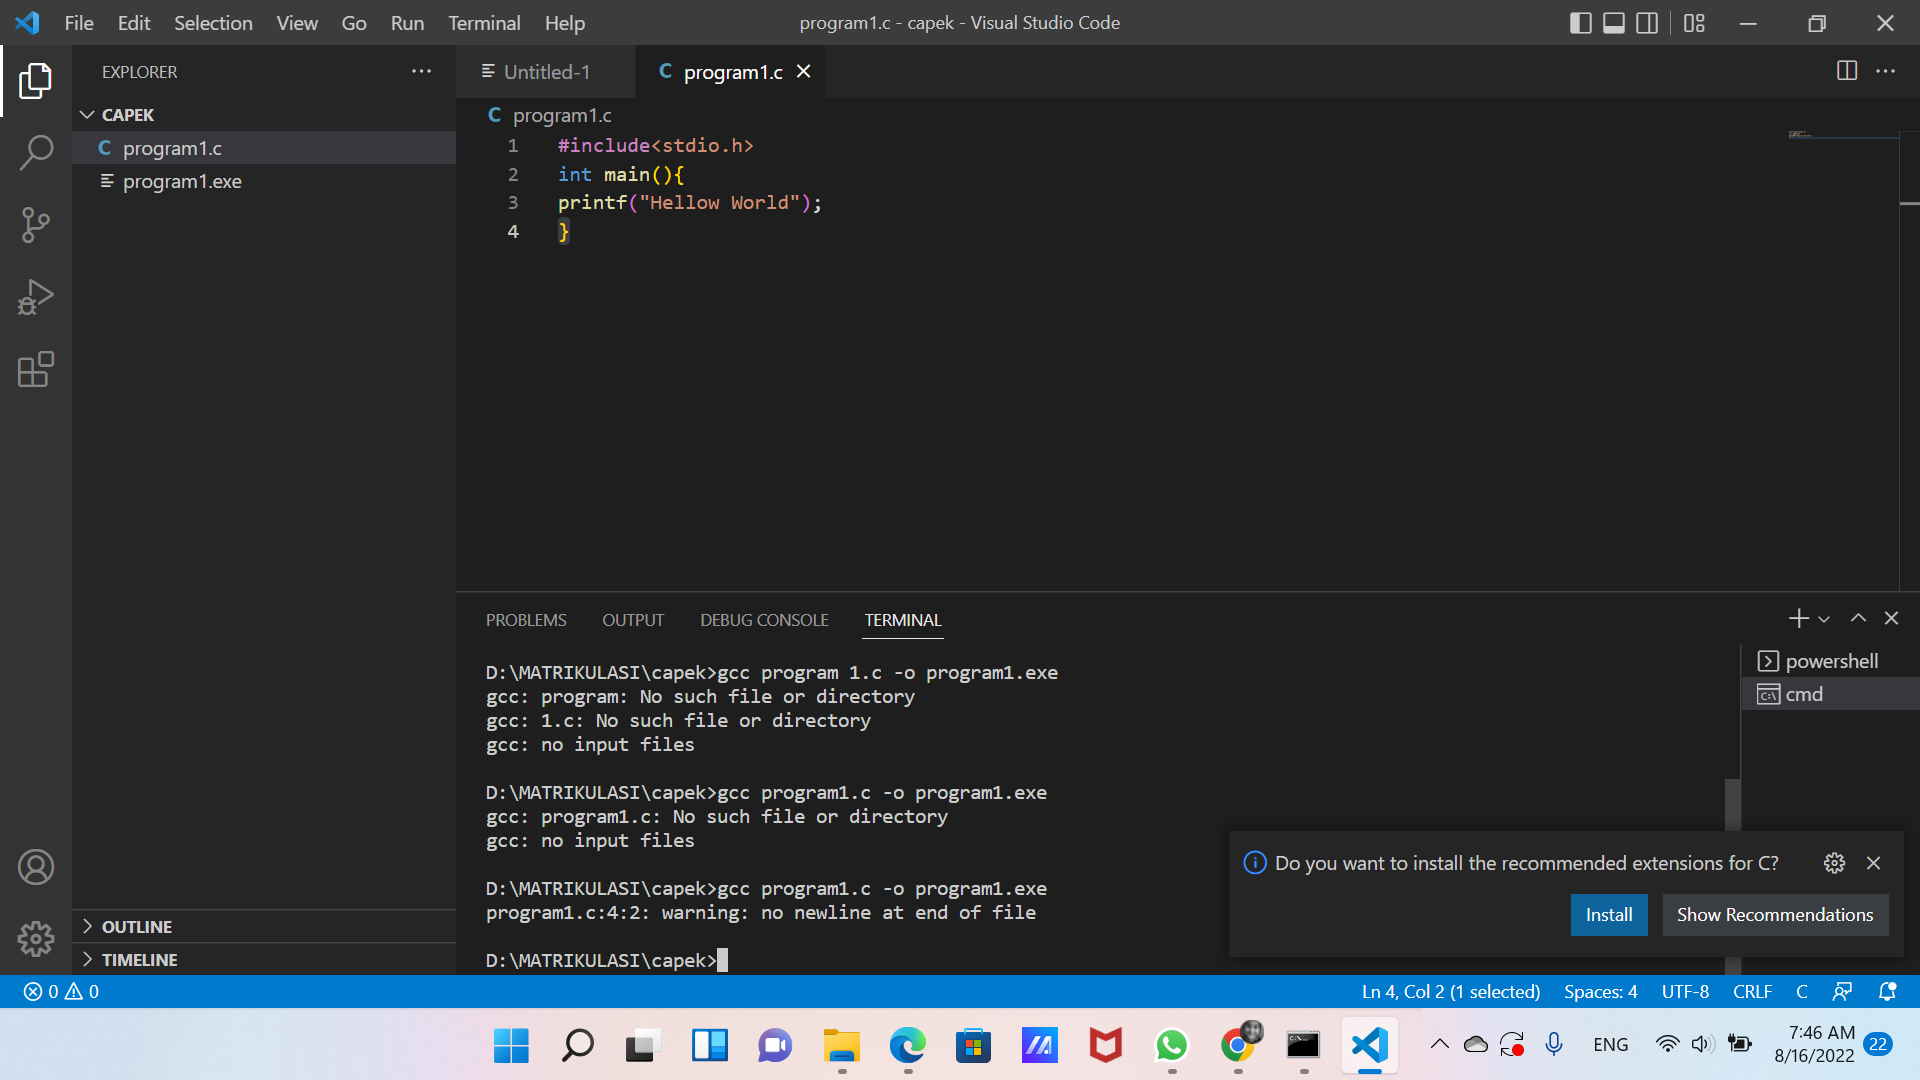 File Edit Selection View Go Run Terminal Help
program1.c - capek - Visual Studio Code
EXPLORER
Untitled-1
C program1.c
CAPEK
C program1.c
program1.exe
C program1.c
1 #include<stdio.h>
2 int main(){
3 printf("Hellow World");
4 }
PROBLEMS OUTPUT DEBUG CONSOLE TERMINAL
D:\MATRIKULASI\capek>gcc program 1.c -o program1.exe
gcc: program: No such file or directory
gcc: 1.c: No such file or directory
gcc: no input files
D:\MATRIKULASI\capek>gcc program1.c -o program1.exe
gcc: program1.c: No such file or directory
gcc: no input files
D:\MATRIKULASI\capek>gcc program1.c -o program1.exe
program1.c:4:2: warning: no newline at end of file
D:\MATRIKULASI\capek>
powershell
cmd
Do you want to install the recommended extensions for C?
Install Show Recommendations
OUTLINE
TIMELINE
0 0
Ln 4, Col 2 (1 selected) Spaces: 4 UTF-8 CRLF C
ENG
7:46 AM
8/16/2022
22